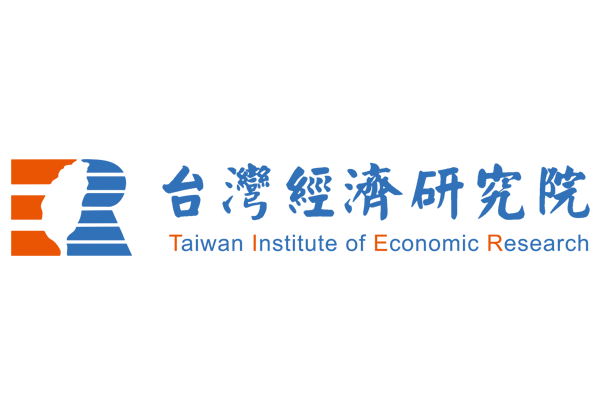 台灣經濟研究院
Taiwan Institute of Economic Research